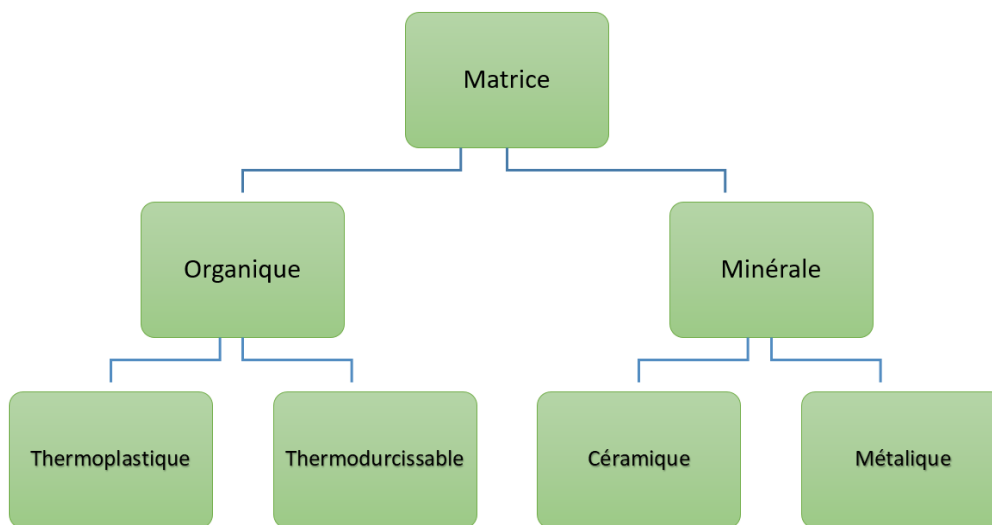 Matrice
Organique
Minérale
Thermoplastique
Thermodurcissable
Céramique
Métalique